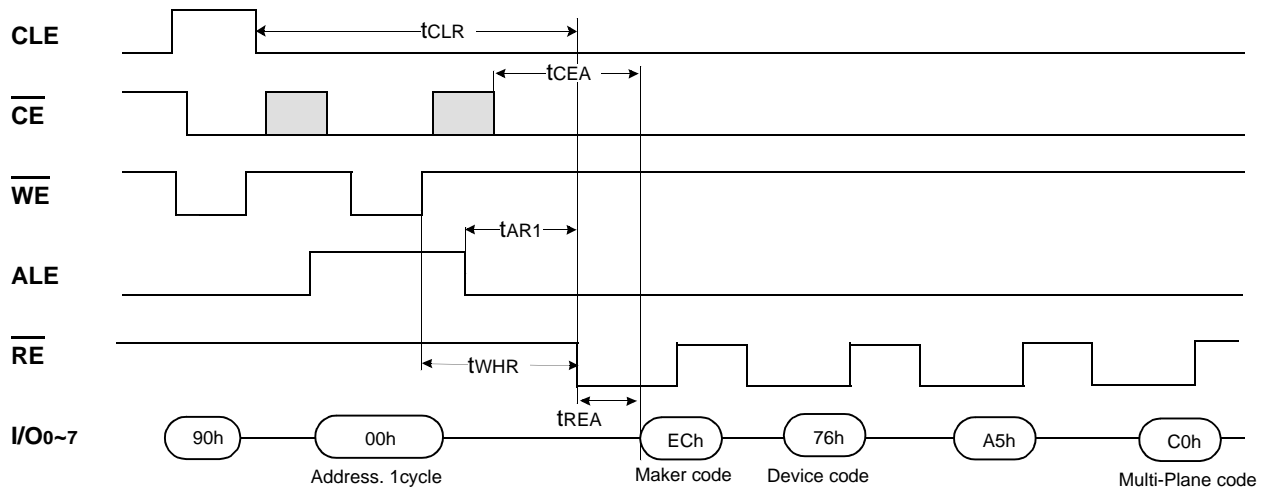 CLE
tCLR
tCEA
CE
WE
tAR1
ALE
RE
tWHR
tREA
I/O0~7
90h
00h
ECh
76h
A5h
C0h
Address. 1cycle
Maker code
Device code
Multi-Plane code